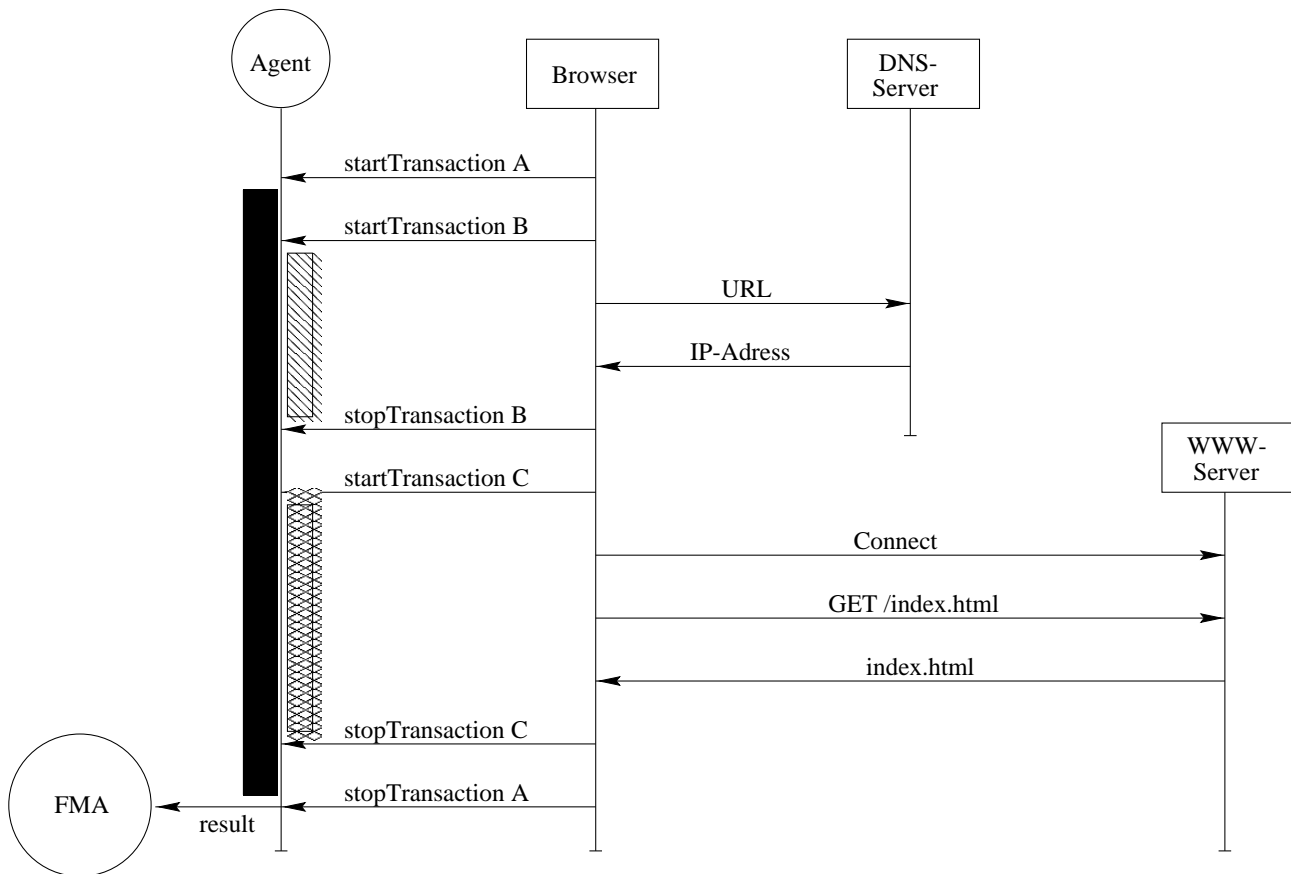 Agent
Browser
DNS-
Server
startTransaction A
startTransaction B
URL
IP-Adress
stopTransaction B
WWW-
Server
startTransaction C
Connect
GET /index.html
index.html
stopTransaction C
stopTransaction A
FMA
result